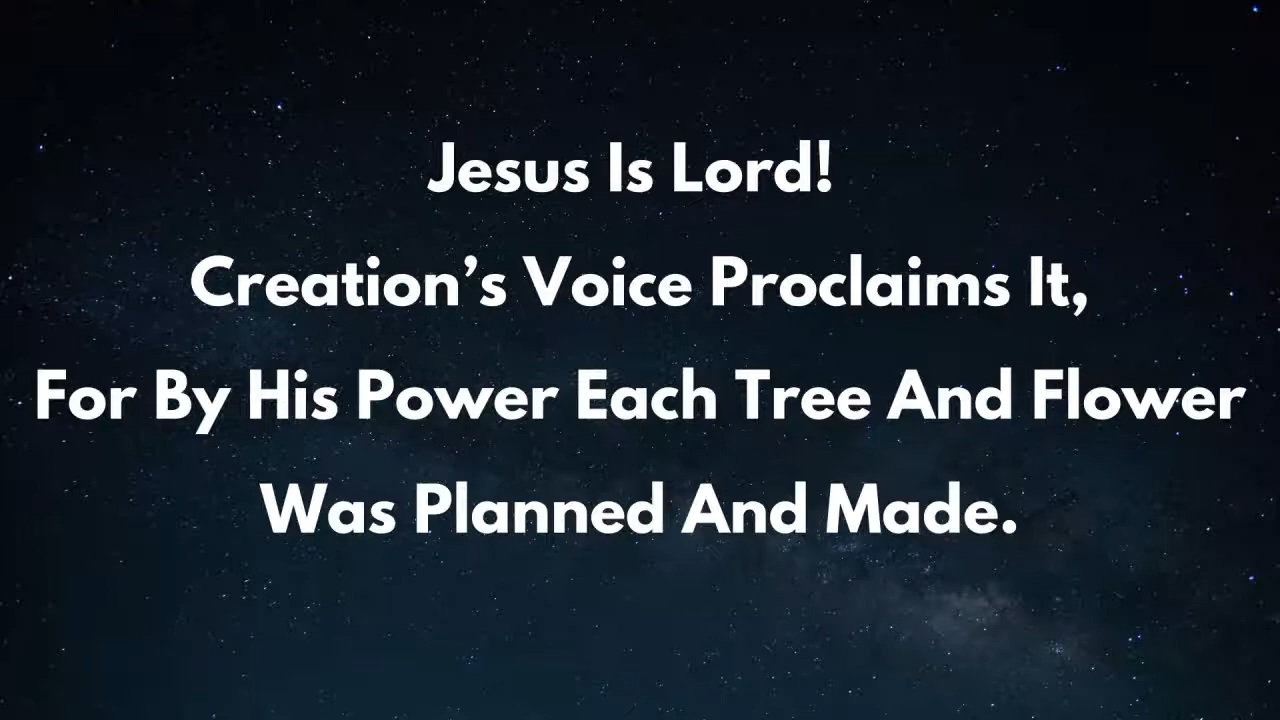 Jesus Is Lord!
Creation’s Voice Proclaims It,
For By His Power Each Tree And Flower
Was Planned And Made.